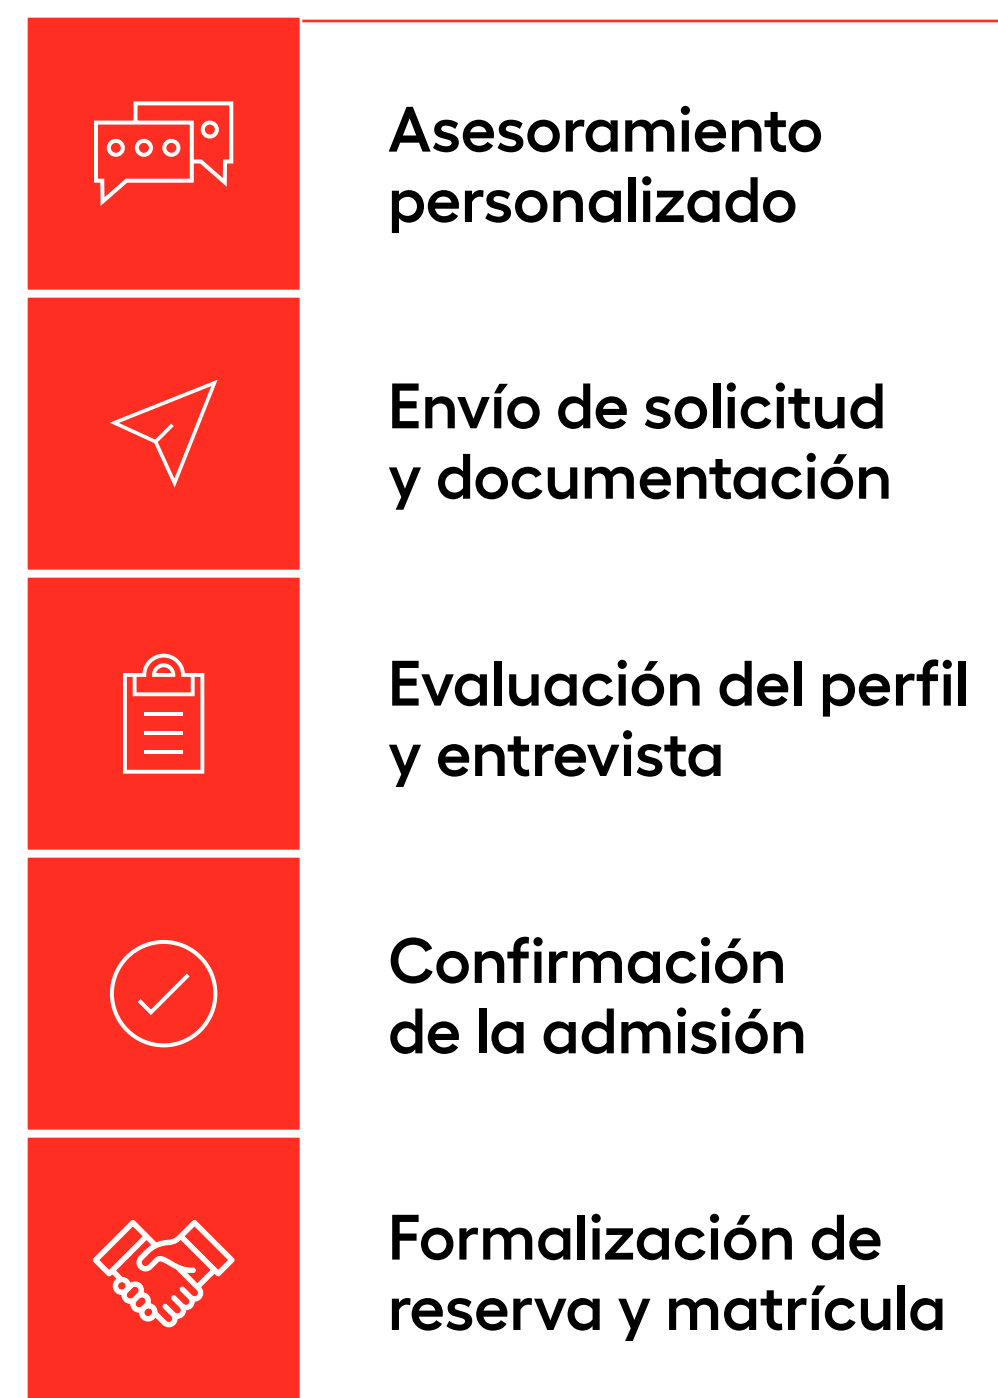 Asesoramiento
personalizado
Envío de solicitud
y documentación
Evaluación del perfil
y entrevista
Confirmación
de la admisión
Formalización de
reserva y matrícula